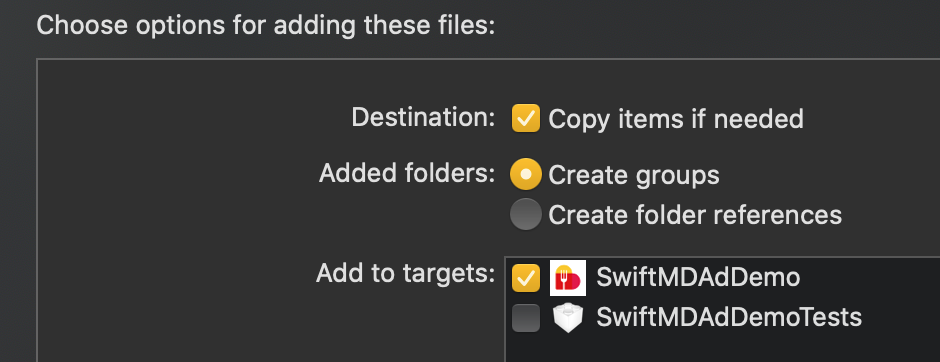 Choose options for adding these files:
Destination: Copy items if needed
Added folders: Create groups
Create folder references
Add to targets: SwiftMDAdDemo
SwiftMDAdDemoTests